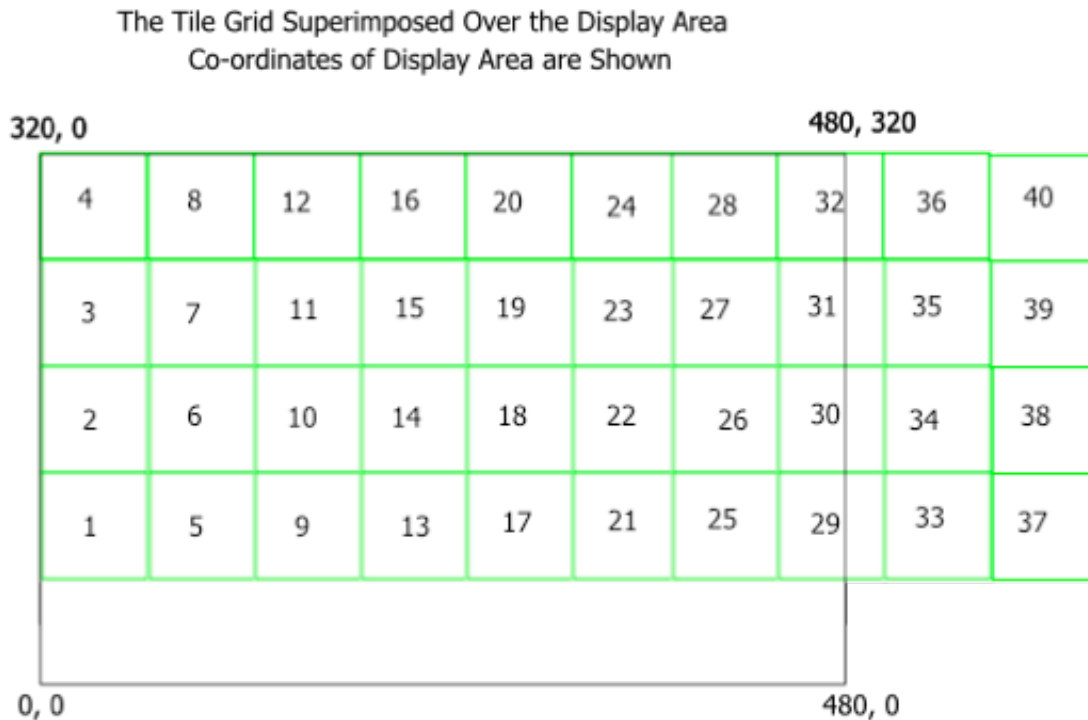 The Tile Grid Superimposed Over the Display Area
Co-ordinates of Display Area are Shown
320, 0 480, 320
4 8 12 16 20 24 28 32 36 40
3 7 11 15 19 23 27 31 35 39
2 6 10 14 18 22 26 30 34 38
1 5 9 13 17 21 25 29 33 37
0, 0 480, 0